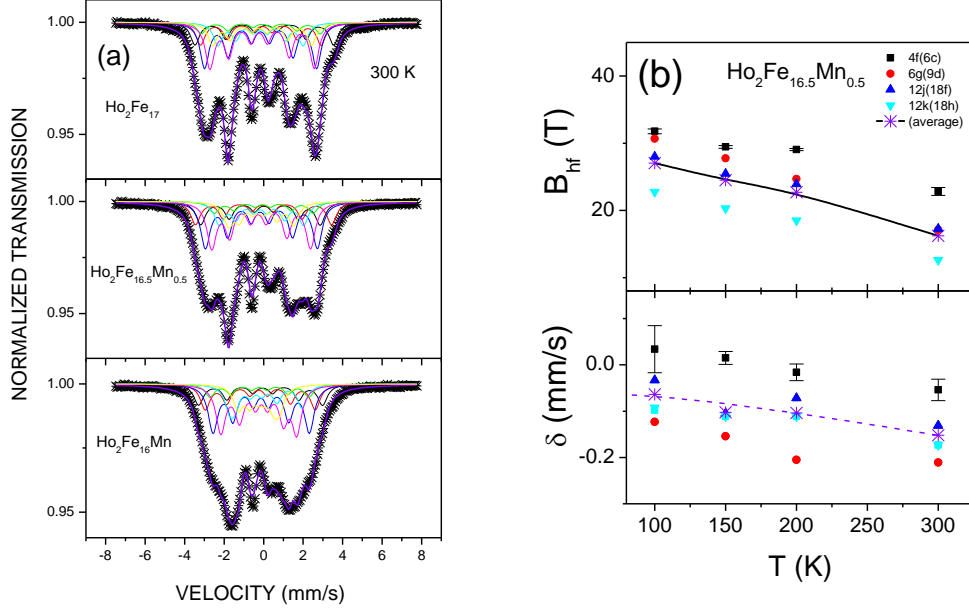 (a)
300 K
1.00
Ho2Fe17
0.95
1.00
Ho2Fe16.5Mn0.5
0.95
1.00
Ho2Fe16Mn
0.95
NORMALIZED TRANSMISSION
-8 -6 -4 -2 0 2 4 6 8
VELOCITY (mm/s)
(b)
Ho2Fe16.5Mn0.5
4f(6c)
6g(9d)
12j(18f)
12k(18h)
(average)
40
20
Bhf (T)
0.0
-0.2
δ (mm/s)
100 150 200 250 300
T (K)